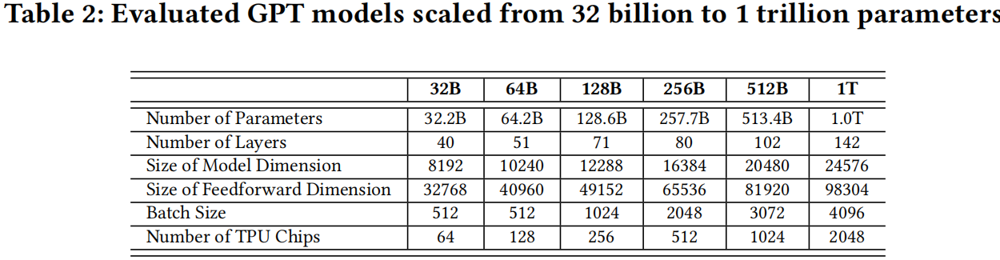 Table 2: Evaluated GPT models scaled from 32 billion to 1 trillion parameters
32B 64B 128B 256B 512B 1T
Number of Parameters 32.2B 64.2B 128.6B 257.7B 513.4B 1.0T
Number of Layers 40 51 71 80 102 142
Size of Model Dimension 8192 10240 12288 16384 20480 24576
Size of Feedforward Dimension 32768 40960 49152 65536 81920 98304
Batch Size 512 512 1024 2048 3072 4096
Number of TPU Chips 64 128 256 512 1024 2048